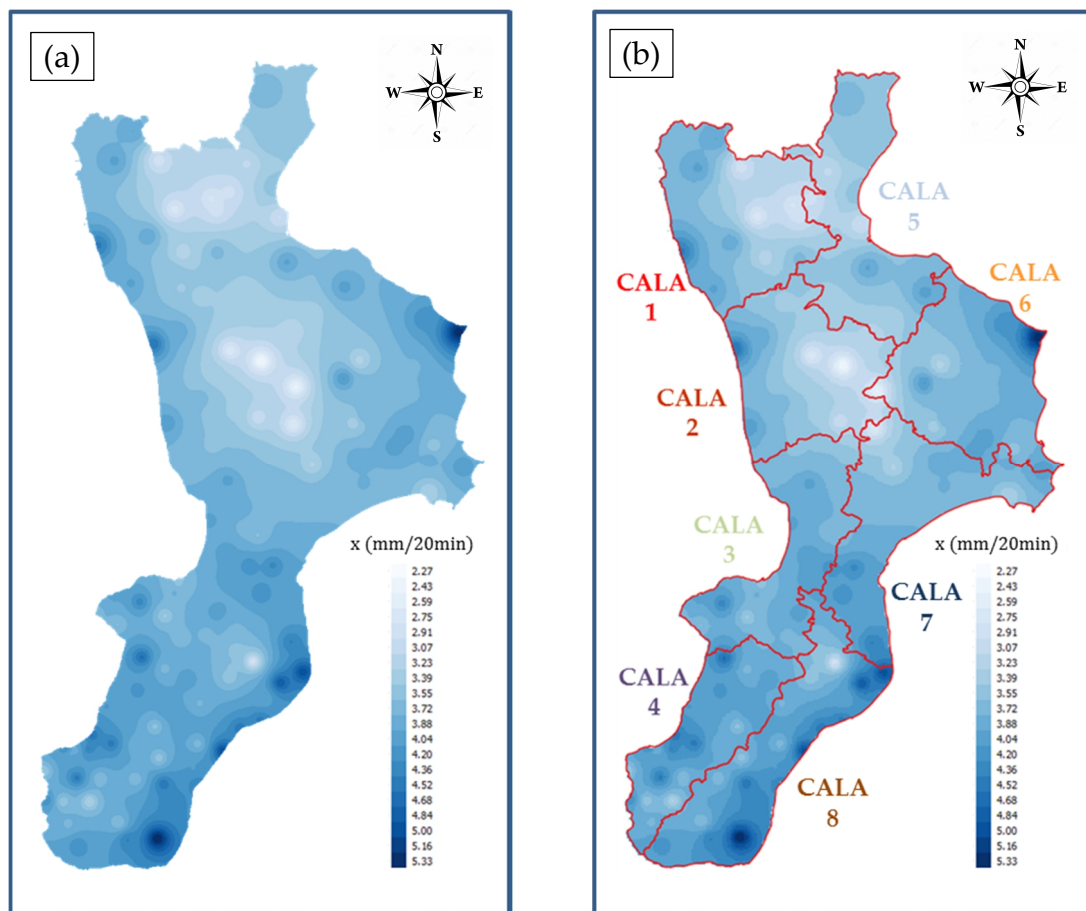 (a)
N
W
E
S
x (mm/20min)
2.27
2.43
2.59
2.75
2.91
3.07
3.23
3.39
3.55
3.72
3.88
4.04
4.20
4.36
4.52
4.68
4.84
5.00
5.16
5.33
(b)
N
W
E
S
CALA
5
CALA
1
CALA
6
CALA
2
CALA
3
x (mm/20min)
CALA
7
CALA
4
CALA
8
2.27
2.43
2.59
2.75
2.91
3.07
3.23
3.39
3.55
3.72
3.88
4.04
4.20
4.36
4.52
4.68
4.84
5.00
5.16
5.33